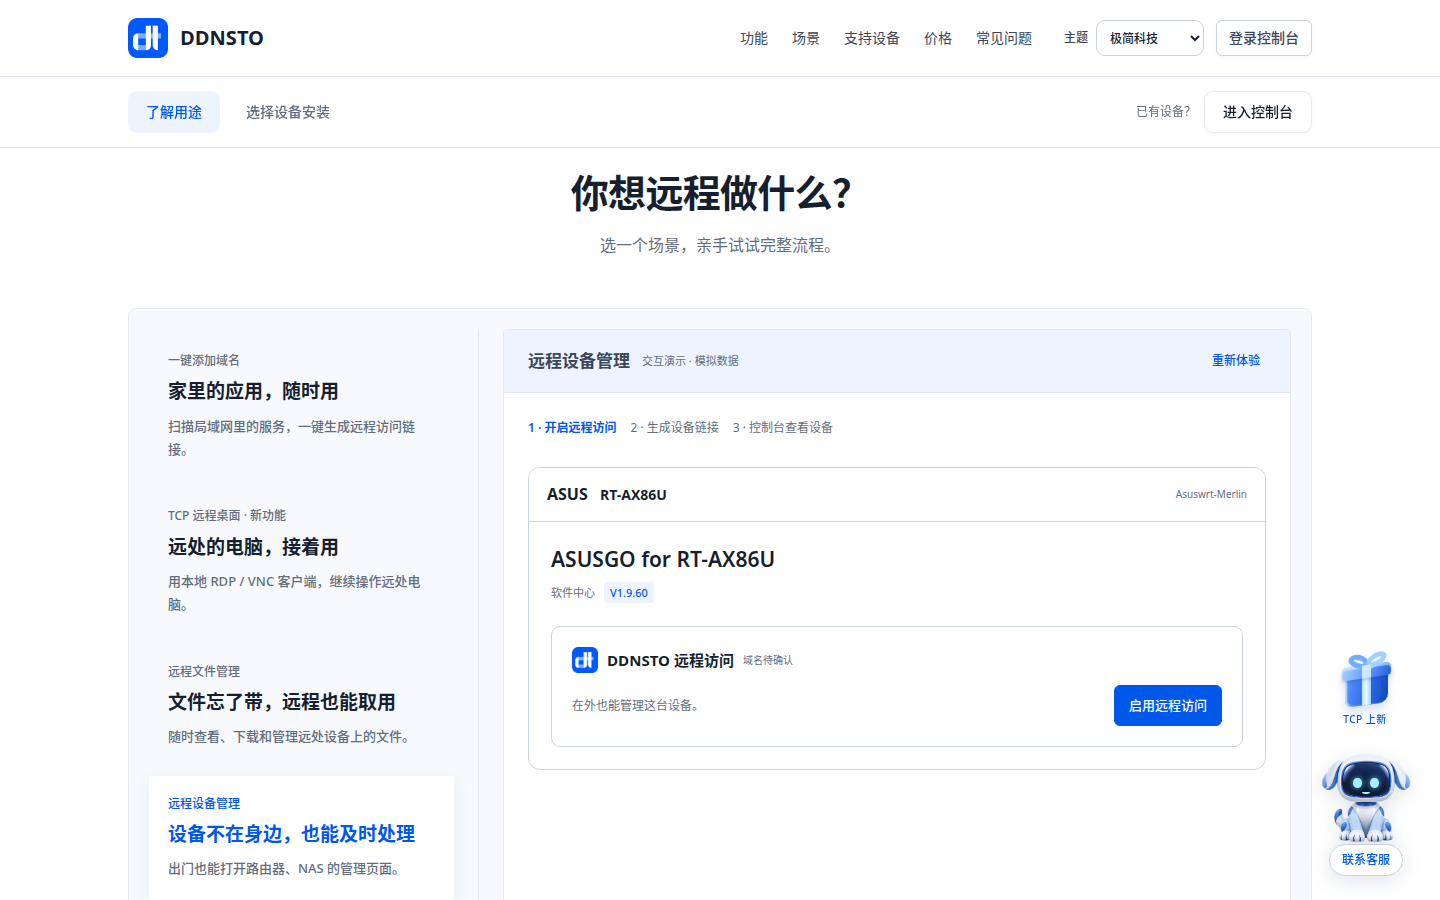 DDNSTO
功能
场景
支持设备
价格
常见问题
主题
极简科技
登录控制台
了解用途
选择设备安装
已有设备？
进入控制台
你想远程做什么？
选一个场景，亲手试试完整流程。
一键添加域名
家里的应用，随时用
扫描局域网里的服务，一键生成远程访问链
接。
TCP 远程桌面 · 新功能
远处的电脑，接着用
用本地 RDP / VNC 客户端，继续操作远处电
脑。
远程文件管理
文件忘了带，远程也能取用
随时查看、下载和管理远处设备上的文件。
远程设备管理
设备不在身边，也能及时处理
出门也能打开路由器、NAS 的管理页面。
远程设备管理
交互演示 · 模拟数据
重新体验
1 · 开启远程访问
2 · 生成设备链接
3 · 控制台查看设备
ASUS RT-AX86U
Asuswrt-Merlin
ASUSGO for RT-AX86U
软件中心
V1.9.60
DDNSTO 远程访问
域名待确认
在外也能管理这台设备。
启用远程访问
TCP 上新
联系客服